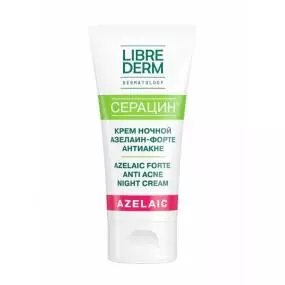 LIBRE
DERM
DERMATOLOGY
СЕРАЦИН
КРЕМ НОЧНОЙ
АЗЕЛАИН-ФОРТЕ
АНТИАКНЕ
AZELAIC FORTE
ANTI ACNE
NIGHT CREAM
AZELAIC